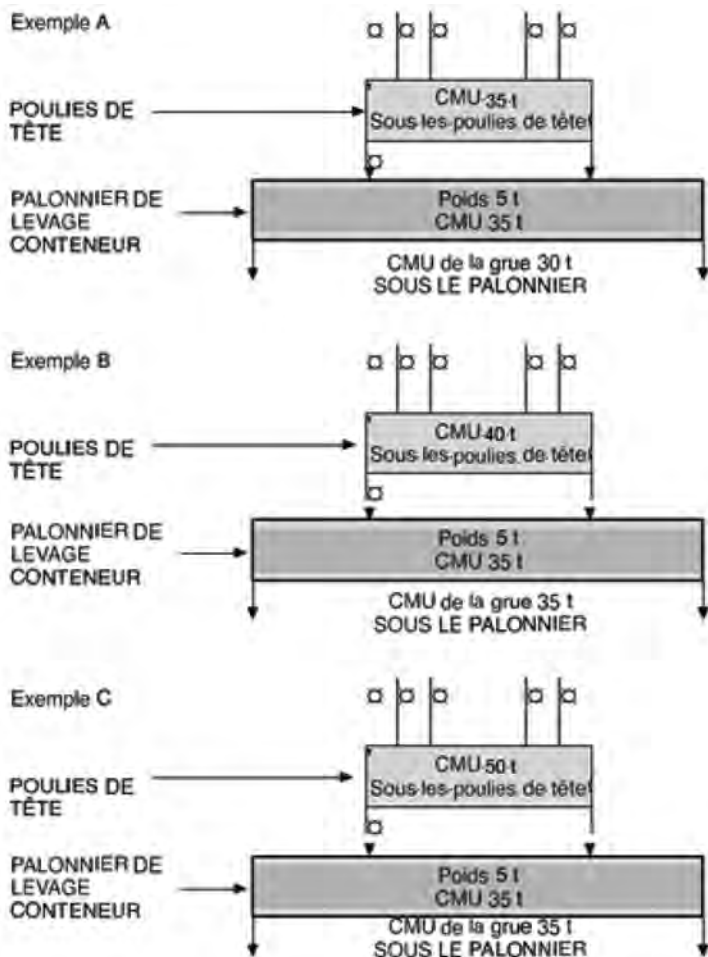 Exemple A
CMU 35 t
Sous les poulies de tête
POULIES DE
TÊTE
Poids 5 t
CMU 35 t
PALONNIER DE
LEVAGE
CONTENEUR
CMU de la grue 30 t
SOUS LE PALONNIER
Exemple B
CMU 40 t
Sous les poulies de tête
POULIES DE
TÊTE
Poids 5 t
CMU 35 t
PALONNIER DE
LEVAGE
CONTENEUR
CMU de la grue 35 t
SOUS LE PALONNIER
Exemple C
CMU 50 t
Sous les poulies de tête
POULIES DE
TÊTE
Poids 5 t
CMU 35 t
PALONNIER DE
LEVAGE
CONTENEUR
CMU de la grue 35 t
SOUS LE PALONNIER